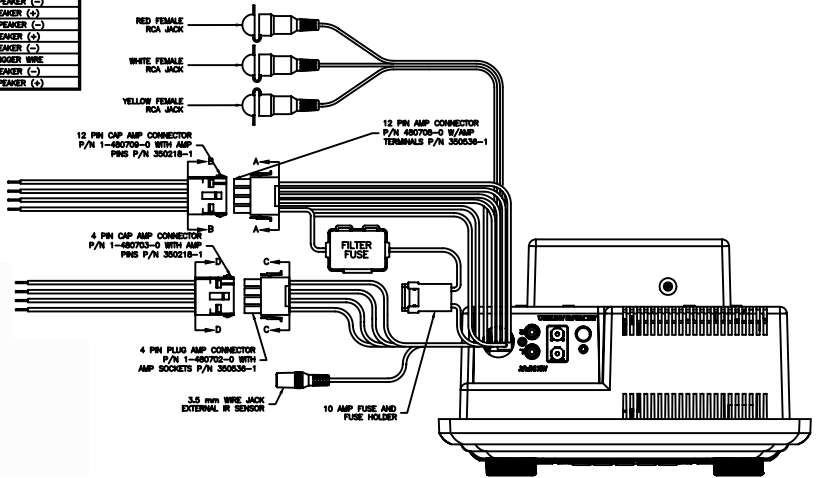 SPEAKER (-)
PEAKER (+)
SPEAKER (-)
EAKER (+)
EAKER (-)
IGGER WIRE
EAKER (-)
PEAKER (+)
RED FEMALE
RCA JACK
WHITE FEMALE
RCA JACK
YELLOW FEMALE
RCA JACK
12 PIN AMP CONNECTOR
P/N 480708-0 W/AMP
TERMINALS P/N 350536-1
12 PIN CAP AMP CONNECTOR
P/N 1-480709-0 WITH AMP
PINS P/N 350218-1
B
A
B
A
4 PIN CAP AMP CONNECTOR
P/N 1-480703-0 WITH AMP
PINS P/N 350218-1
FILTER
FUSE
D
C
D
C
4 PIN PLUG AMP CONNECTOR
P/N 1-480702-0 WITH
AMP SOCKETS P/N 350536-1
3.5 mm WIRE JACK
EXTERNAL IR SENSOR
10 AMP FUSE AND
FUSE HOLDER